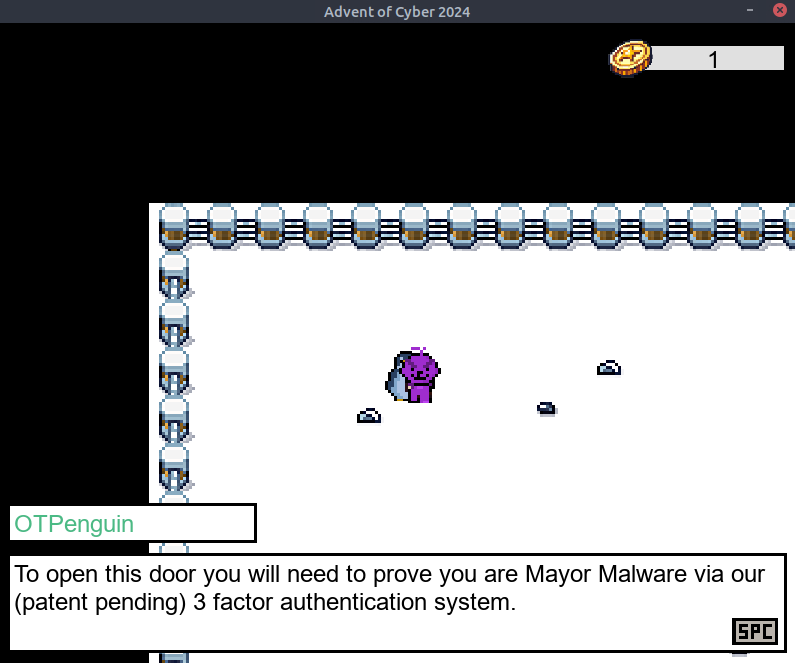 Advent of Cyber 2024
1
OTPenguin
To open this door you will need to prove you are Mayor Malware via our
(patent pending) 3 factor authentication system.
SPC